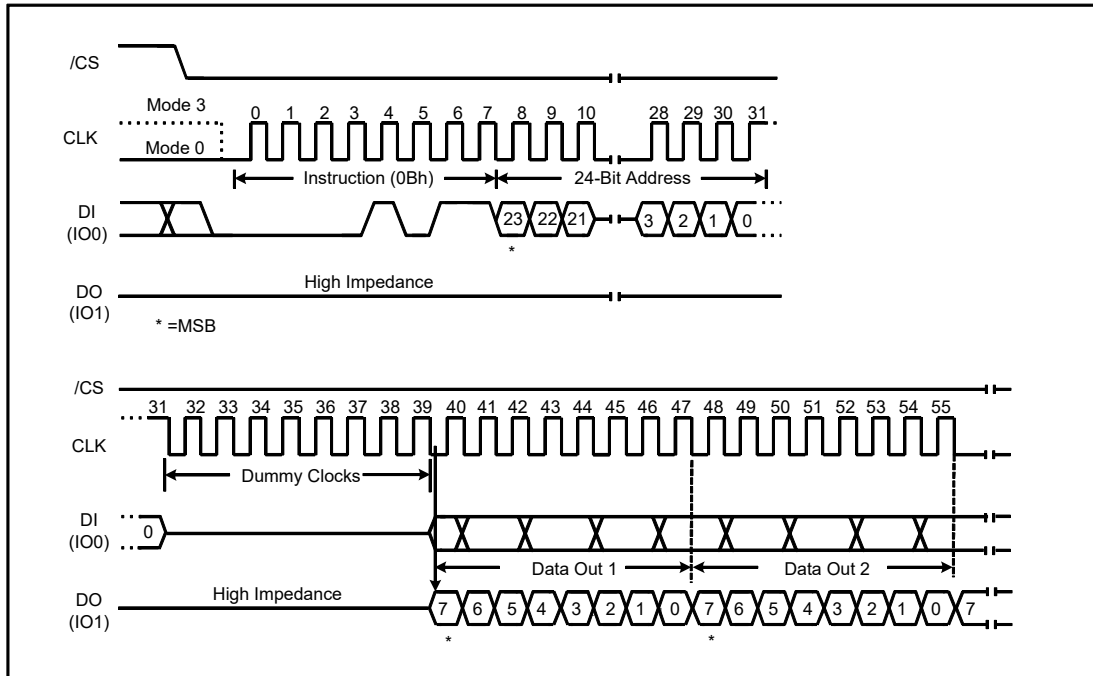 /CS
Mode 3
0 1 2 3 4 5 6 7 8 9 10 28 29 30 31
CLK
Mode 0
Instruction (0Bh) 24-Bit Address
DI
(IO0)
23 22 21 3 2 1 0
*
High Impedance
DO
(IO1)
* =MSB
/CS
31 32 33 34 35 36 37 38 39 40 41 42 43 44 45 46 47 48 49 50 51 52 53 54 55
CLK
Dummy Clocks
DI
(IO0)
0
Data Out 1 Data Out 2
High Impedance
DO
(IO1)
7 6 5 4 3 2 1 0 7 6 5 4 3 2 1 0 7
* *